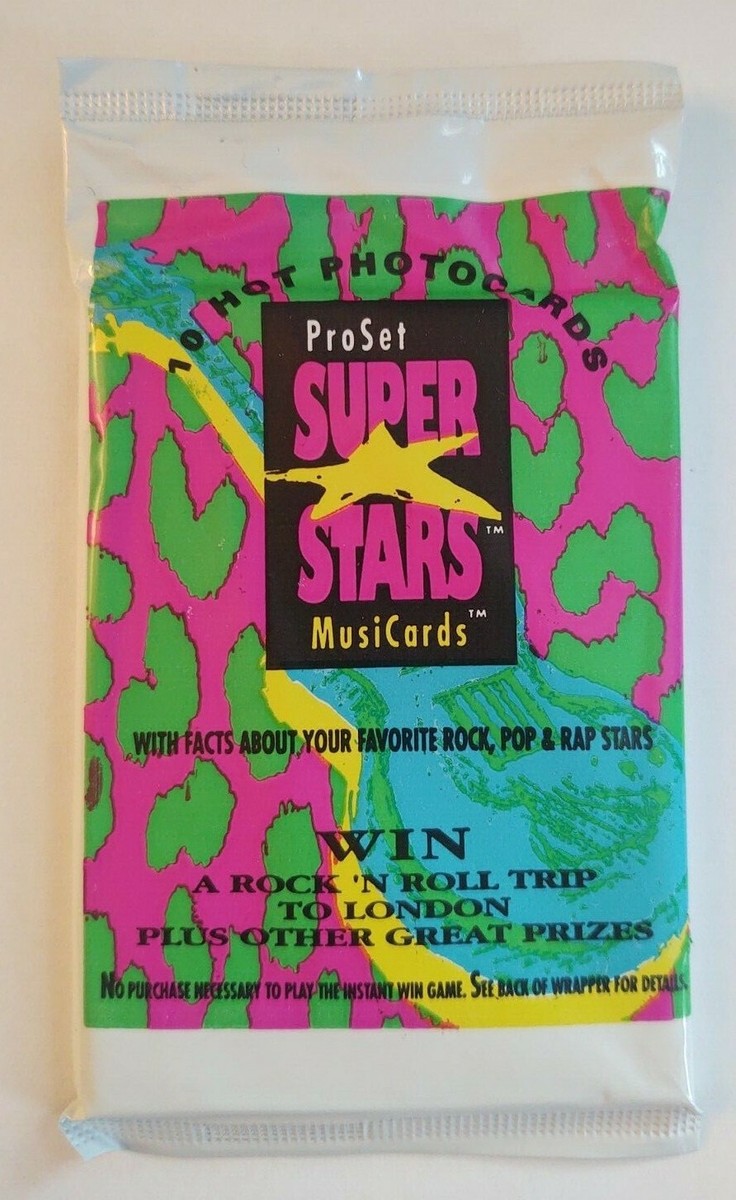 10 HOT PHOTOCARDS
ProSet
SUPER
STARS™
MusiCards™
WITH FACTS ABOUT YOUR FAVORITE ROCK, POP & RAP STARS
WIN
A ROCK 'N ROLL TRIP
TO LONDON
PLUS OTHER GREAT PRIZES
NO PURCHASE NECESSARY TO PLAY THE INSTANT WIN GAME. SEE BACK OF WRAPPER FOR DETAILS.